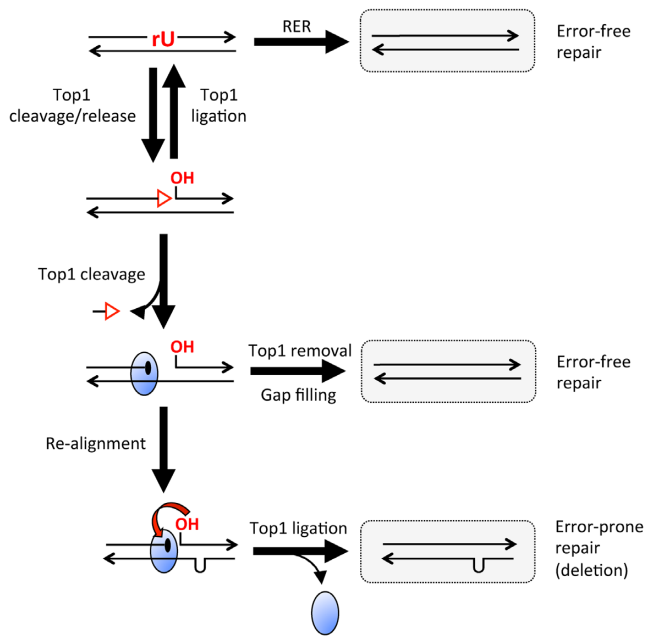 rU
RER
Error-free
repair
Top1
cleavage/release
Top1
ligation
OH
Top1 cleavage
OH
Top1 removal
Gap filling
Error-free
repair
Re-alignment
OH
Top1 ligation
Error-prone
repair
(deletion)